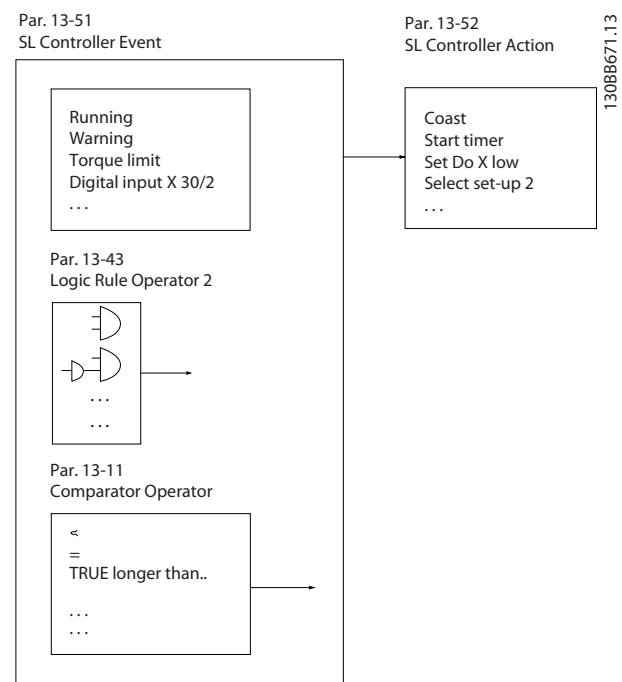 Par. 13-51
SL Controller Event
Par. 13-52
SL Controller Action
130BB671.13
Running
Warning
Torque limit
Digital input X 30/2
. . .
Coast
Start timer
Set Do X low
Select set-up 2
. . .
Par. 13-43
Logic Rule Operator 2
. . .
. . .
Par. 13-11
Comparator Operator
<
=
TRUE longer than..
. . .
. . .